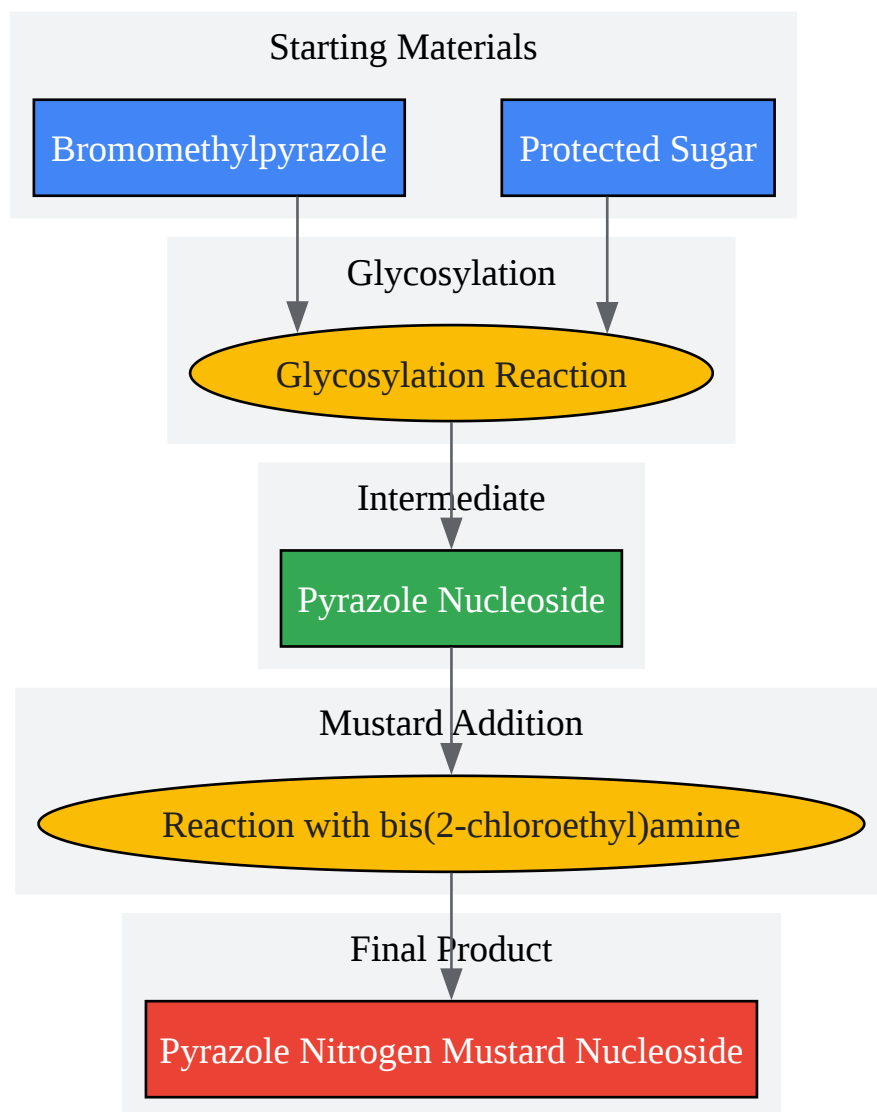 Starting Materials
Bromomethylpyrazole
Protected Sugar
Glycosylation
Glycosylation Reaction
Intermediate
Pyrazole Nucleoside
Mustard Addition
Reaction with bis(2-chloroethyl)amine
Final Product
Pyrazole Nitrogen Mustard Nucleoside